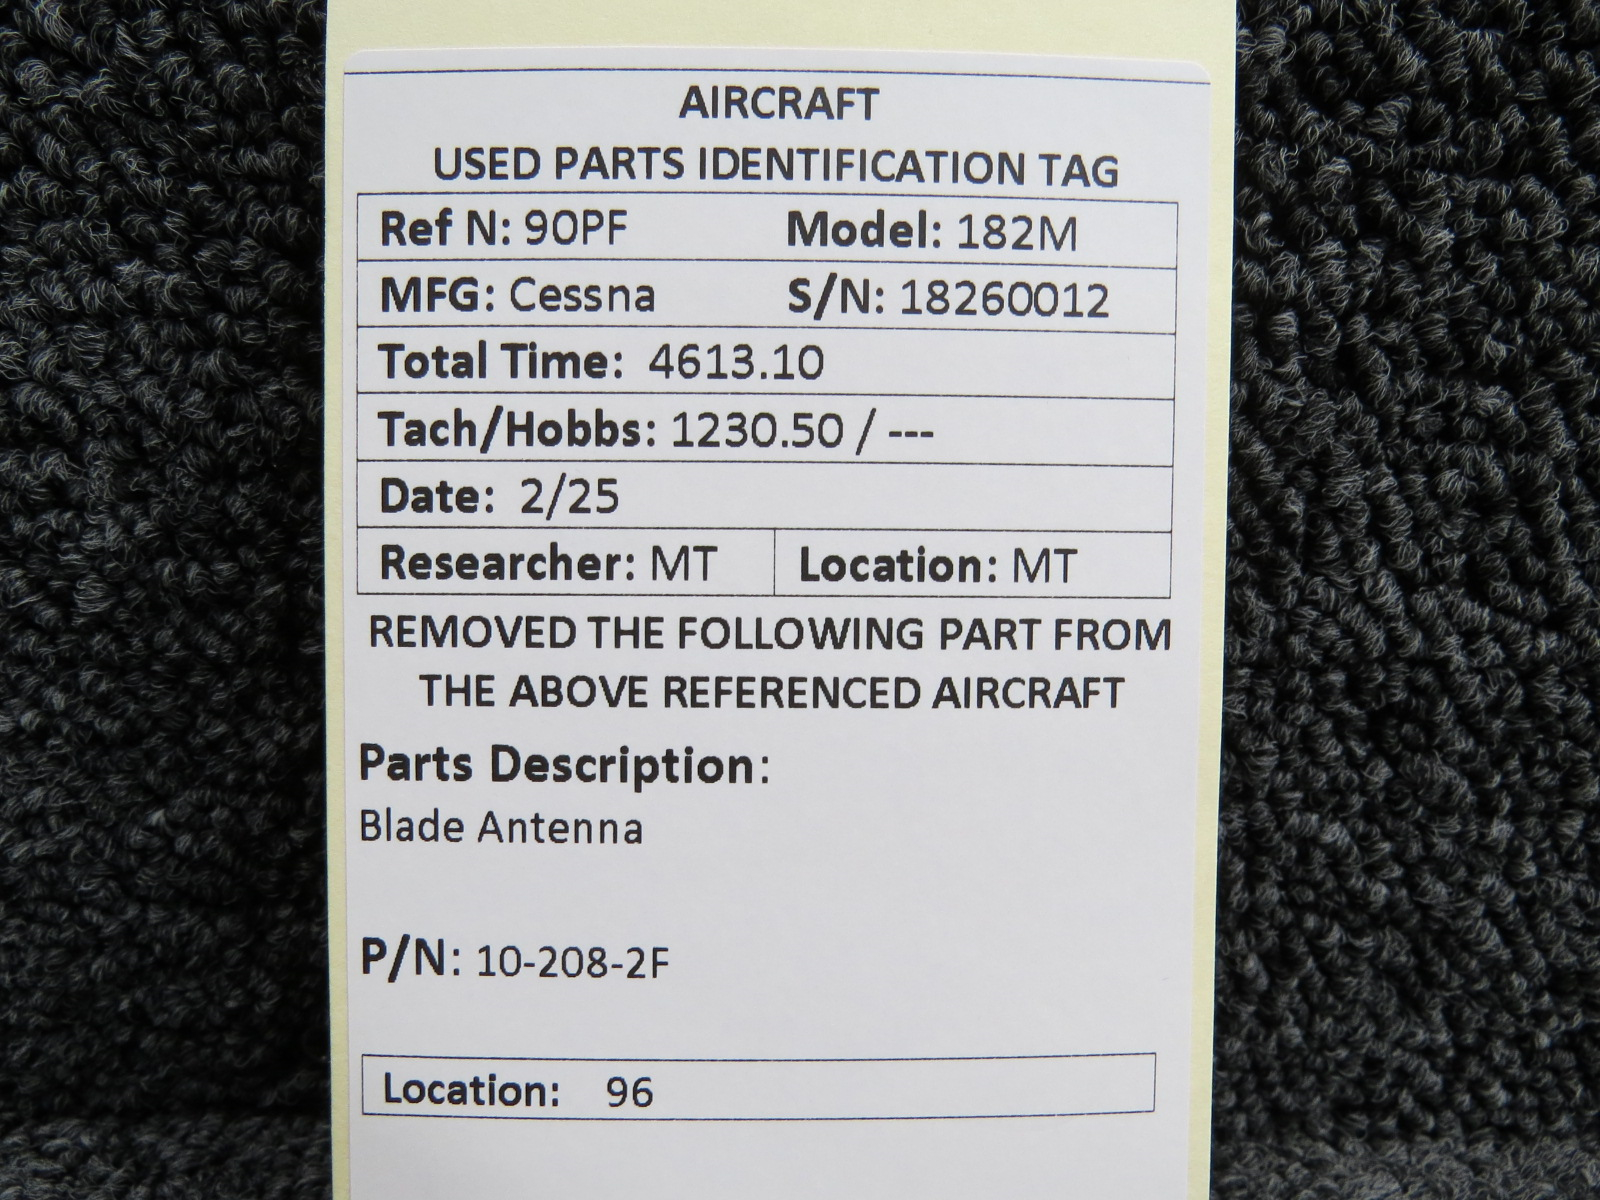 AIRCRAFT
USED PARTS IDENTIFICATION TAG
Ref N: 90PF Model: 182M
MFG: Cessna S/N: 18260012
Total Time: 4613.10
Tach/Hobbs: 1230.50 / ---
Date: 2/25
Researcher: MT Location: MT
REMOVED THE FOLLOWING PART FROM
THE ABOVE REFERENCED AIRCRAFT
Parts Description:
Blade Antenna
P/N: 10-208-2F
Location: 96